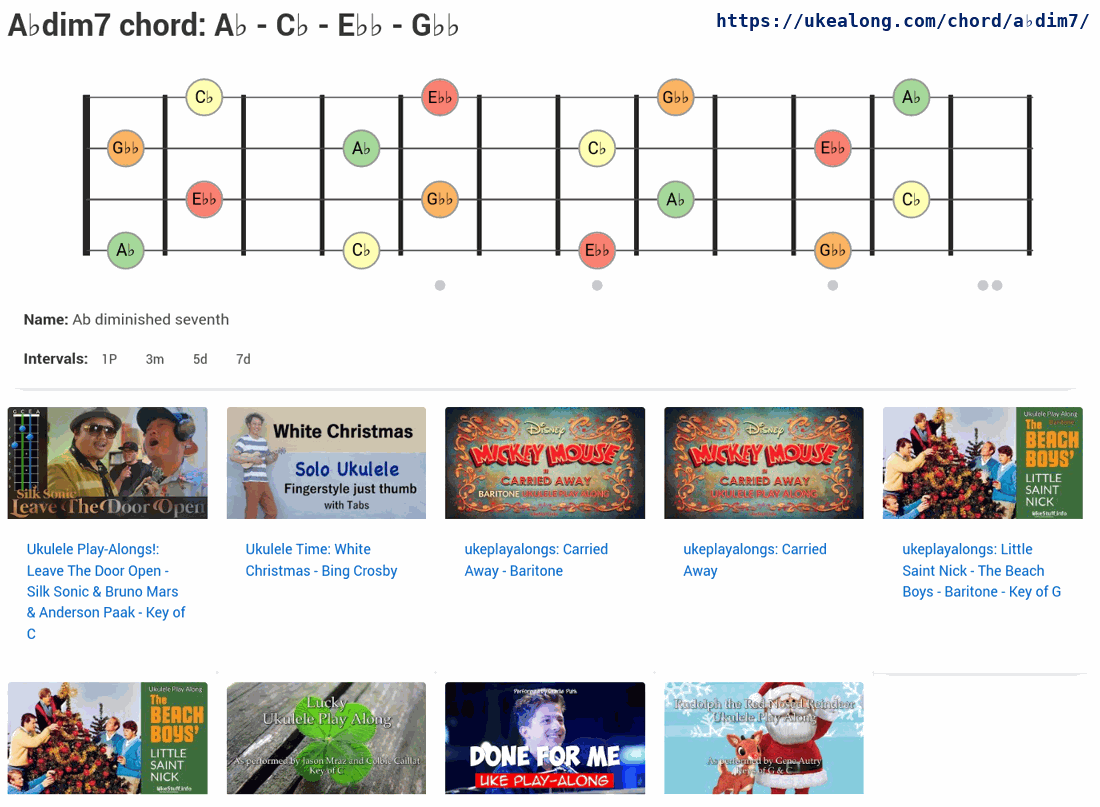 A♭dim7 chord: A♭ - C♭ - E♭♭ - G♭♭
https://ukealong.com/chord/a♭dim7/
C♭ E♭♭ G♭♭ A♭
G♭♭ A♭ C♭ E♭♭
E♭♭ G♭♭ A♭ C♭
A♭ C♭ E♭♭ G♭♭
Name: Ab diminished seventh
Intervals: 1P 3m 5d 7d
G C E A
Silk Sonic
Leave The Door Open
White Christmas
Solo Ukulele
Fingerstyle just thumb
with Tabs
Disney
MICKEY MOUSE
in
CARRIED AWAY
BARITONE UKULELE PLAY-ALONG
Disney
MICKEY MOUSE
in
CARRIED AWAY
UKULELE PLAY-ALONG
Ukulele Play Along
Baritone
The
BEACH
BOYS'
LITTLE
SAINT
NICK
UkeStuff.info
Ukulele Play-Alongs!:
Leave The Door Open -
Silk Sonic & Bruno Mars
& Anderson Paak - Key of
C
Ukulele Time: White
Christmas - Bing Crosby
ukeplayalongs: Carried
Away - Baritone
ukeplayalongs: Carried
Away
ukeplayalongs: Little
Saint Nick - The Beach
Boys - Baritone - Key of G
Ukulele Play Along
The
BEACH
BOYS'
LITTLE
SAINT
NICK
UkeStuff.info
Lucky
Ukulele Play Along
As performed by Jason Mraz and Colbie Caillat
Key of C
Performed by Charlie Puth
DONE FOR ME
UKE PLAY-ALONG
Rudolph the Red Nosed Reindeer
Ukulele Play Along
As performed by Gene Autry
Keys of G & C